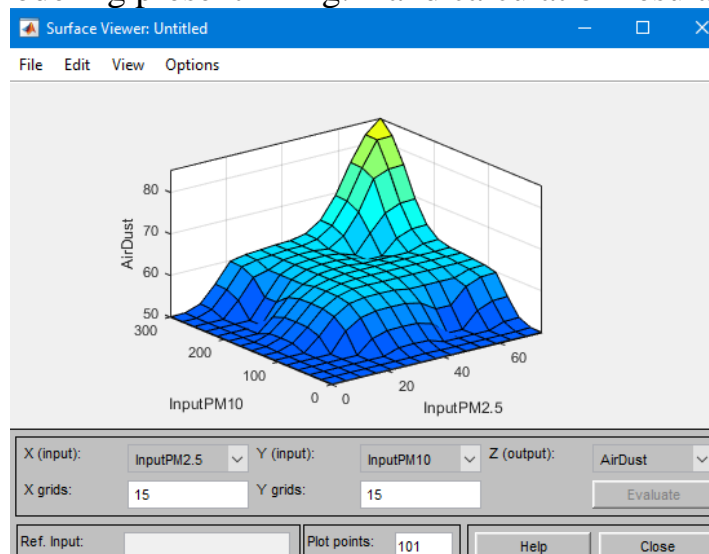 Surface Viewer: Untitled
File Edit View Options
80
70
60
50
AirDust
300
200
100
0
InputPM10
0
20
40
60
InputPM2.5
X (input): InputPM2.5 Y (input): InputPM10 Z (output): AirDust
X grids: 15 Y grids: 15 Evaluate
Ref. Input: Plot points: 101 Help Close